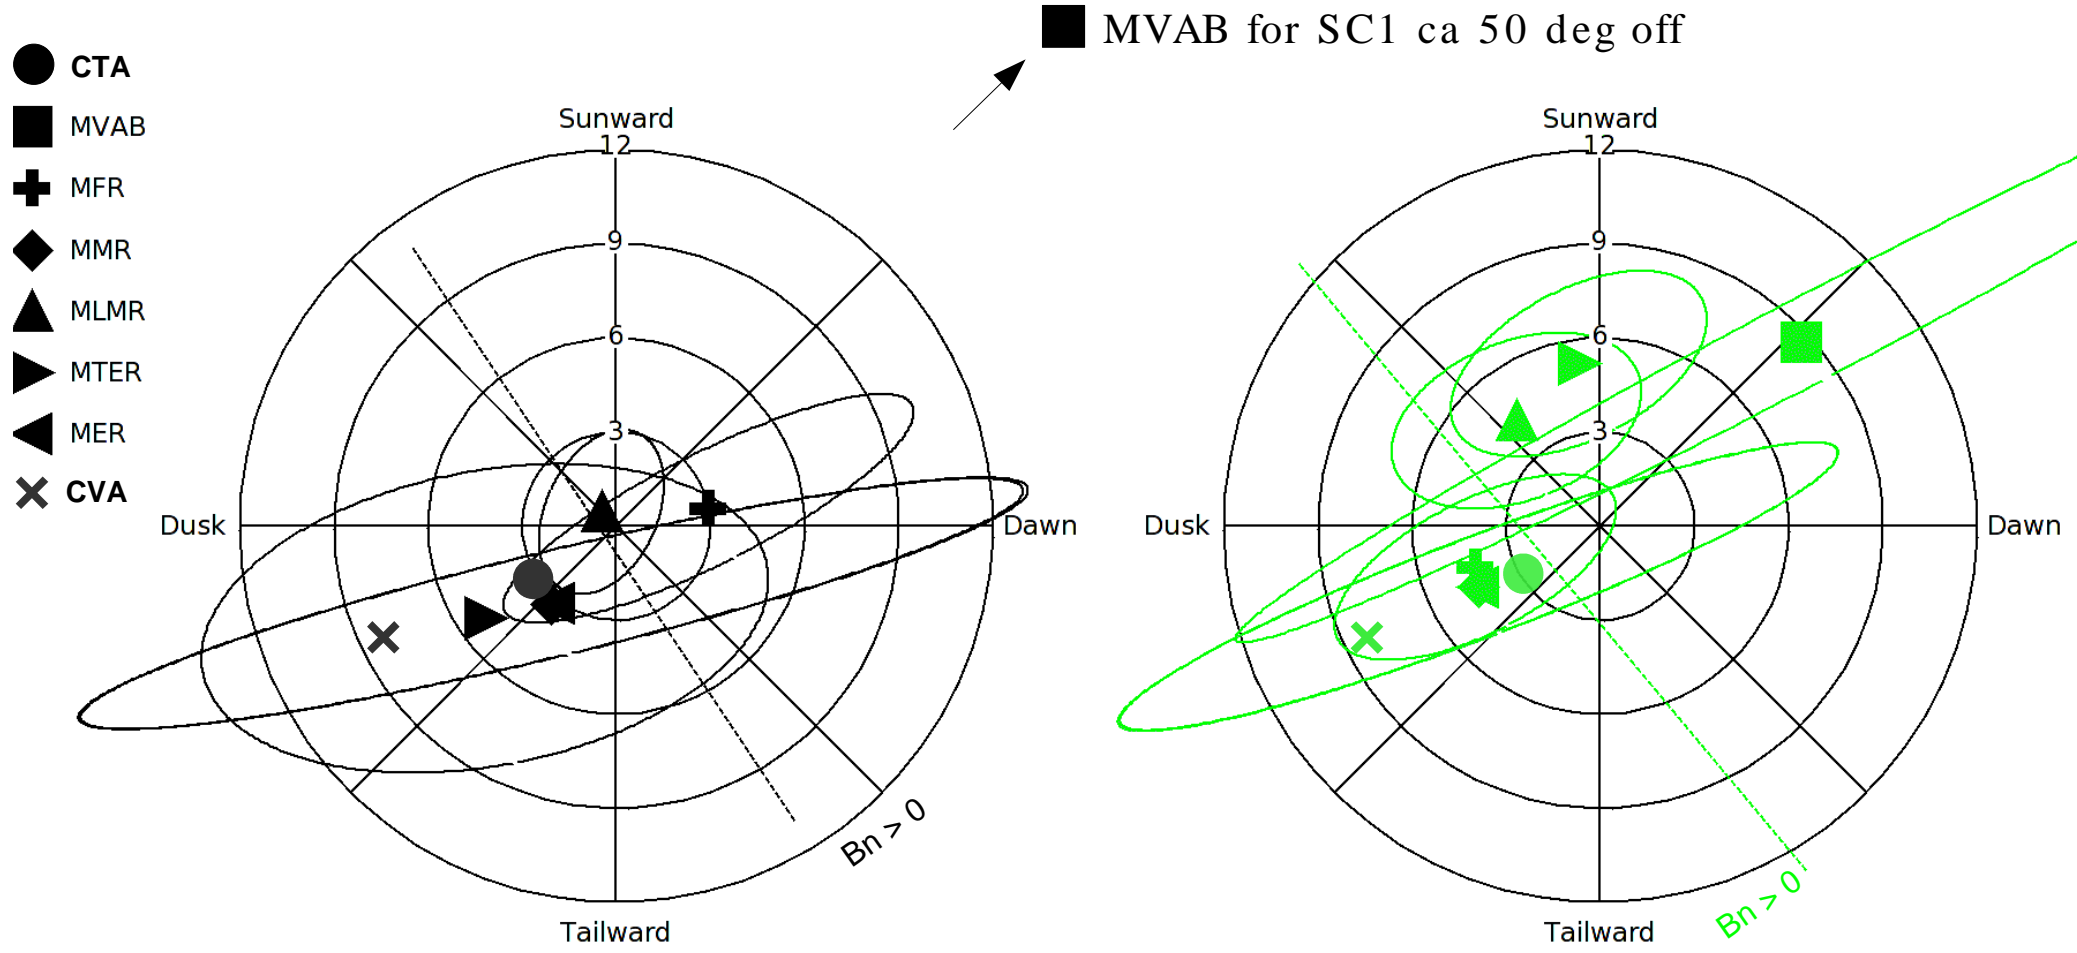 MVAB for SC1 ca 50 deg off
CTA
MVAB
MFR
MMR
MLMR
MTER
MER
CVA
Sunward
12
9
6
3
Dusk
Dawn
Bn > 0
Tailward
Sunward
12
9
6
3
Dusk
Dawn
Bn > 0
Tailward